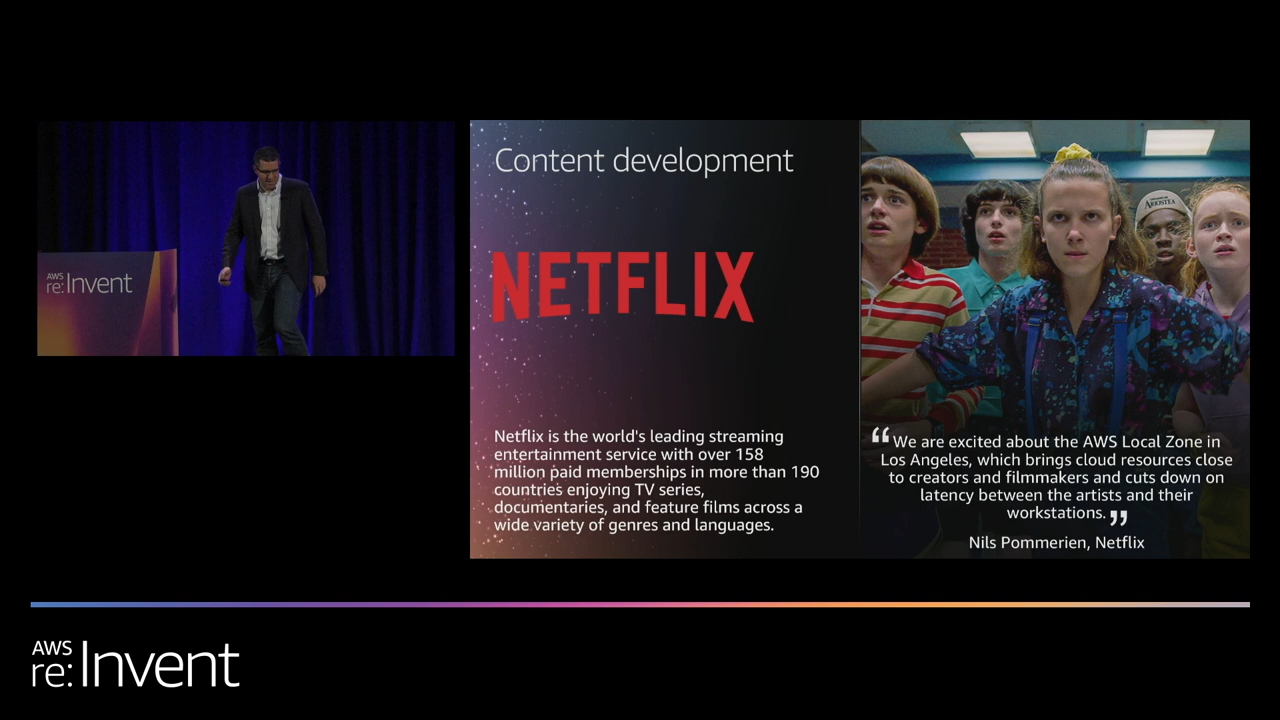 AWS
re:Invent
Content development
NETFLIX
Netflix is the world's leading streaming
entertainment service with over 158
million paid memberships in more than 190
countries enjoying TV series,
documentaries, and feature films across a
wide variety of genres and languages.
ARIOSTEA
“We are excited about the AWS Local Zone in
Los Angeles, which brings cloud resources close
to creators and filmmakers and cuts down on
latency between the artists and their
workstations.”
Nils Pommerien, Netflix
AWS
re:Invent